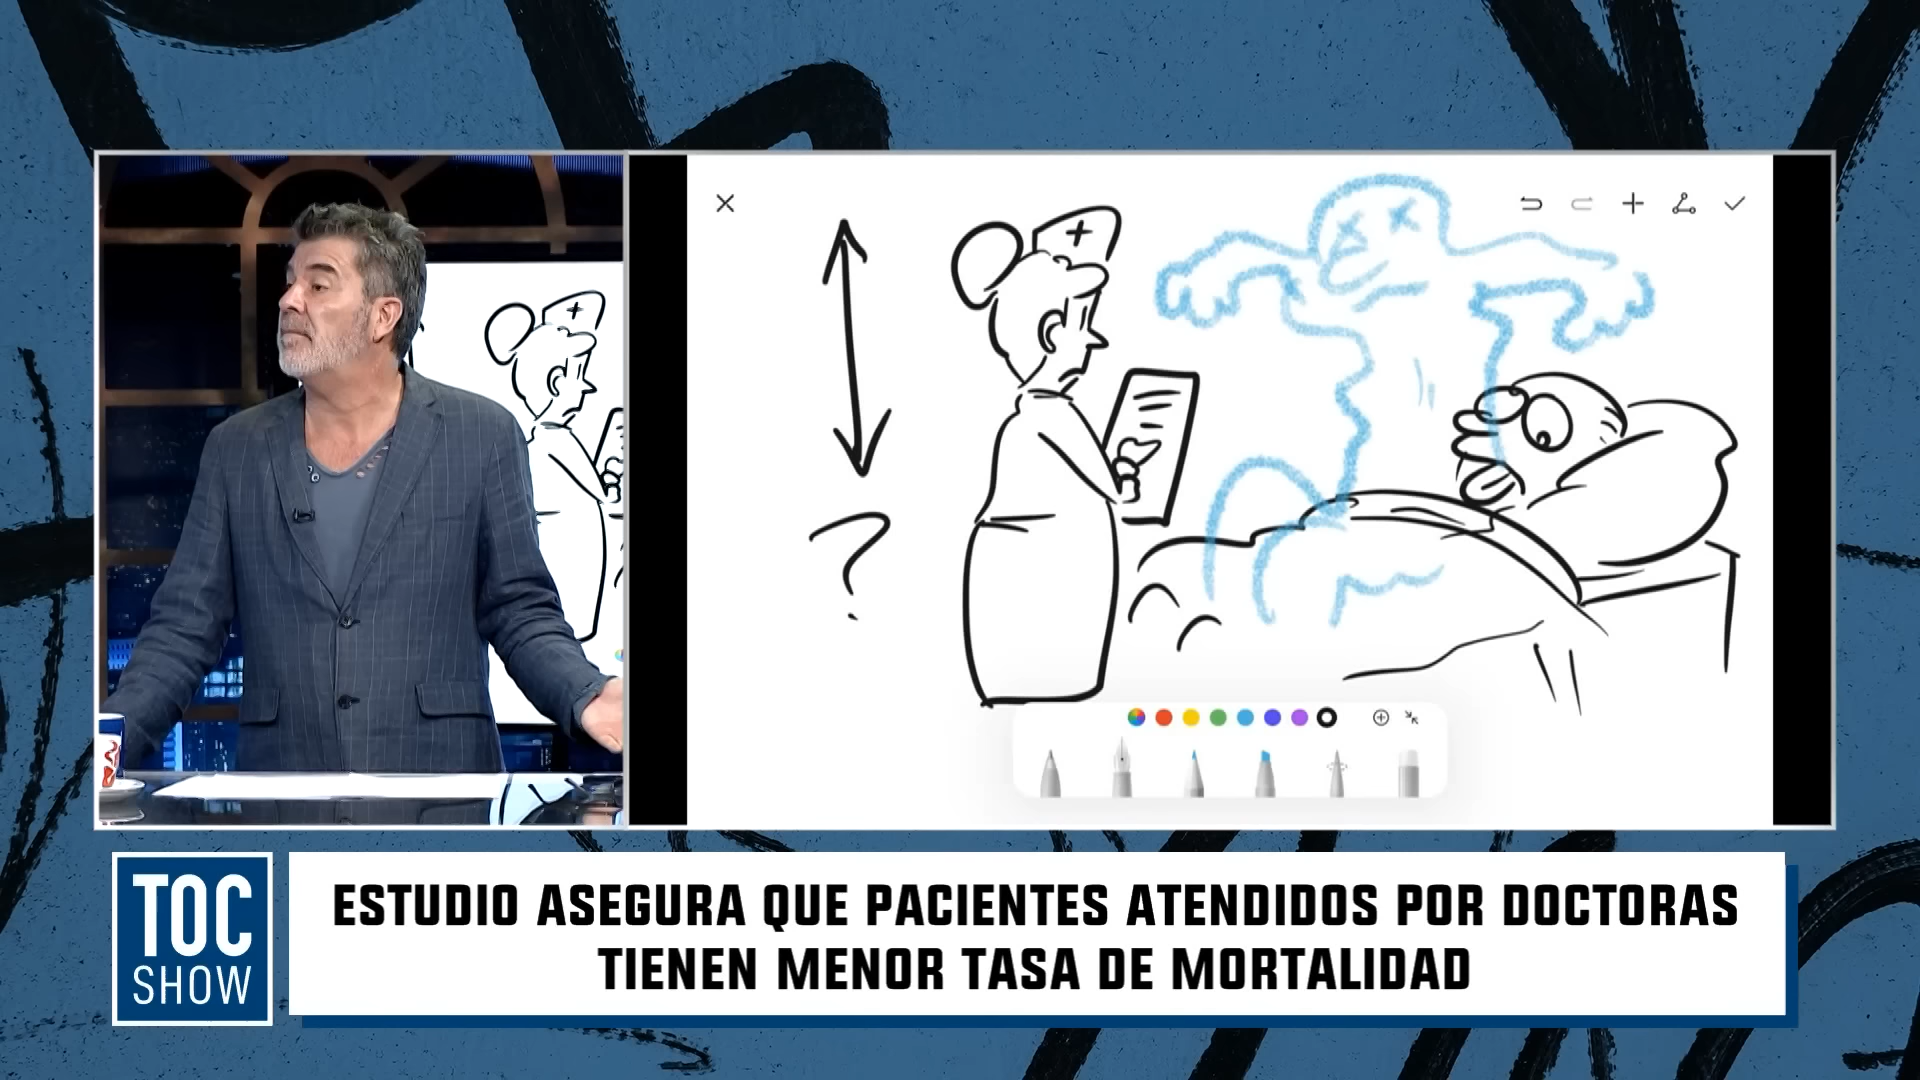 ?
TOC
SHOW
ESTUDIO ASEGURA QUE PACIENTES ATENDIDOS POR DOCTORAS
TIENEN MENOR TASA DE MORTALIDAD